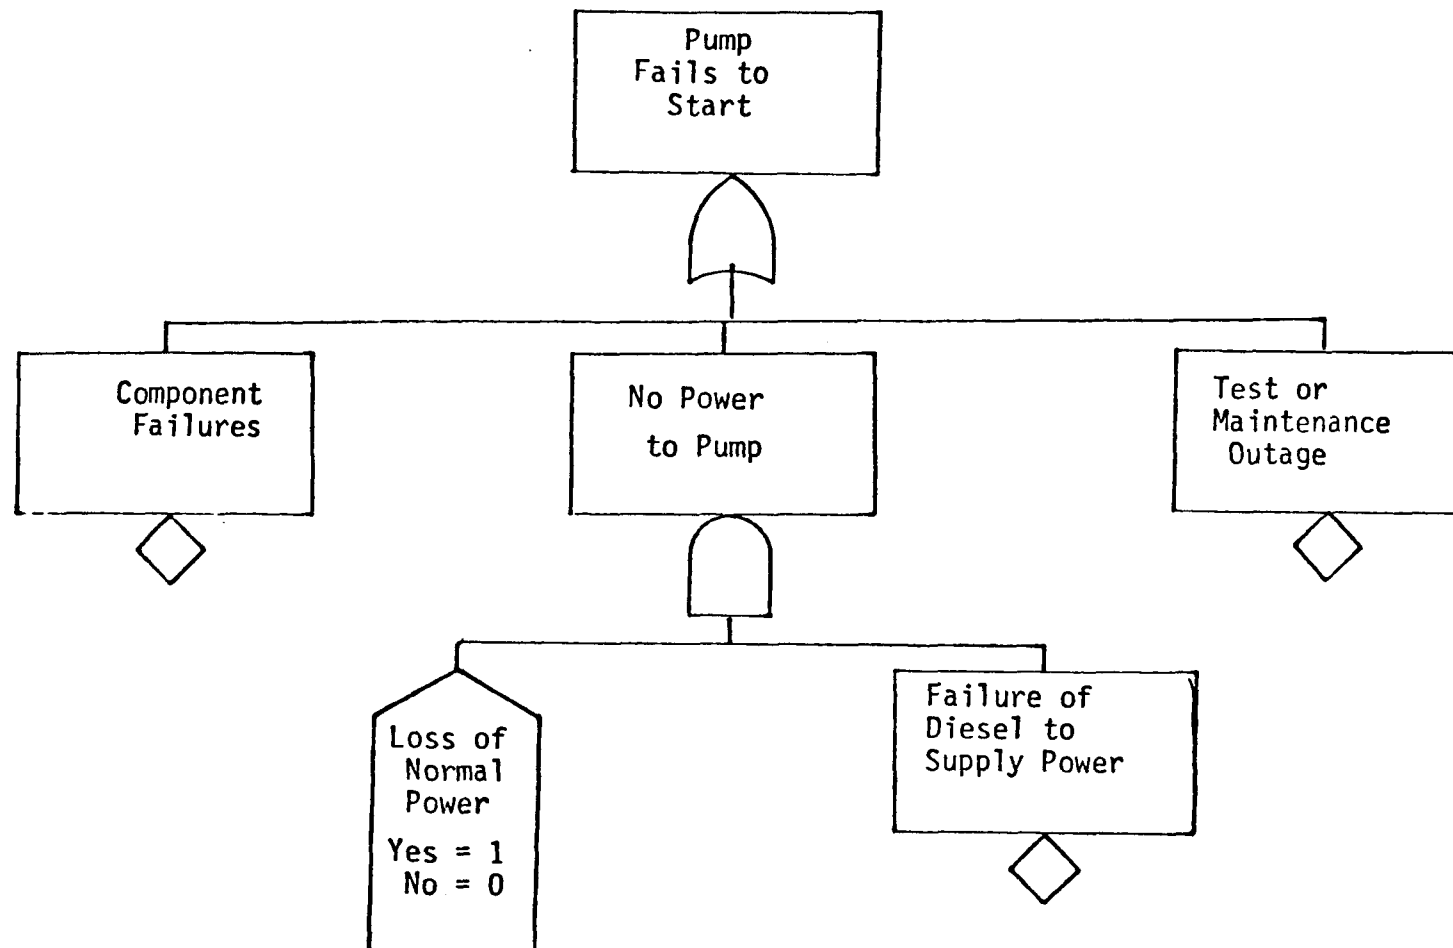 Pump
Fails to
Start
Component
Failures
No Power
to Pump
Test or
Maintenance
Outage
Loss of
Normal
Power
Yes = 1
No = 0
Failure of
Diesel to
Supply Power